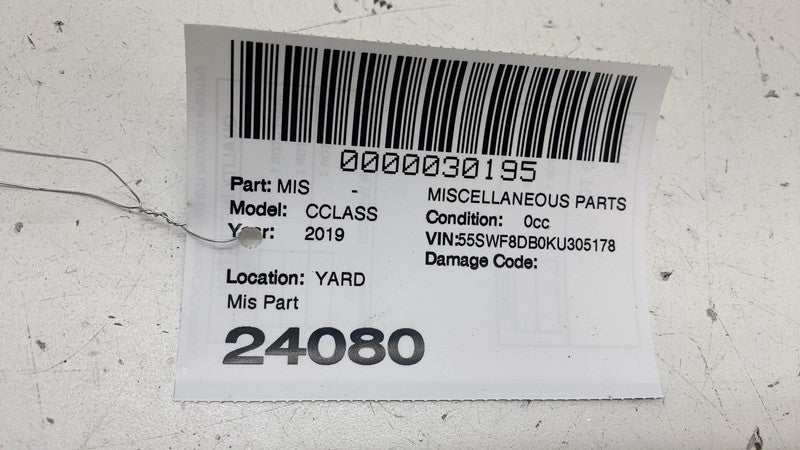 0000030195
Part: MIS - MISCELLANEOUS PARTS
Model: CCLASS Condition: 0cc
Year: 2019 VIN:55SWF8DB0KU305178
Damage Code:
Location: YARD
Mis Part
24080